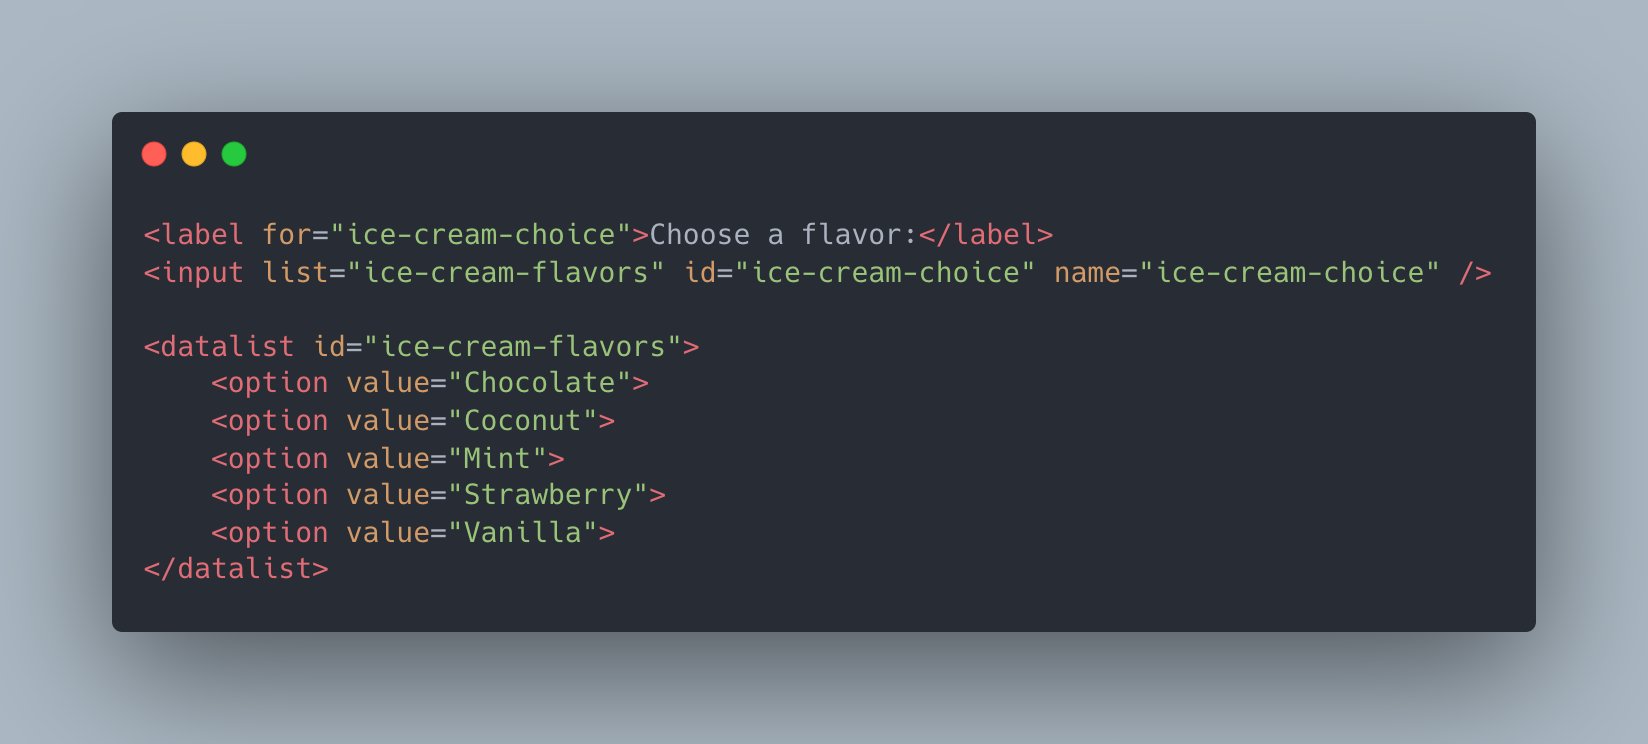 <label for="ice-cream-choice">Choose a flavor:</label>
<input list="ice-cream-flavors" id="ice-cream-choice" name="ice-cream-choice" />
<datalist id="ice-cream-flavors">
    <option value="Chocolate">
    <option value="Coconut">
    <option value="Mint">
    <option value="Strawberry">
    <option value="Vanilla">
</datalist>